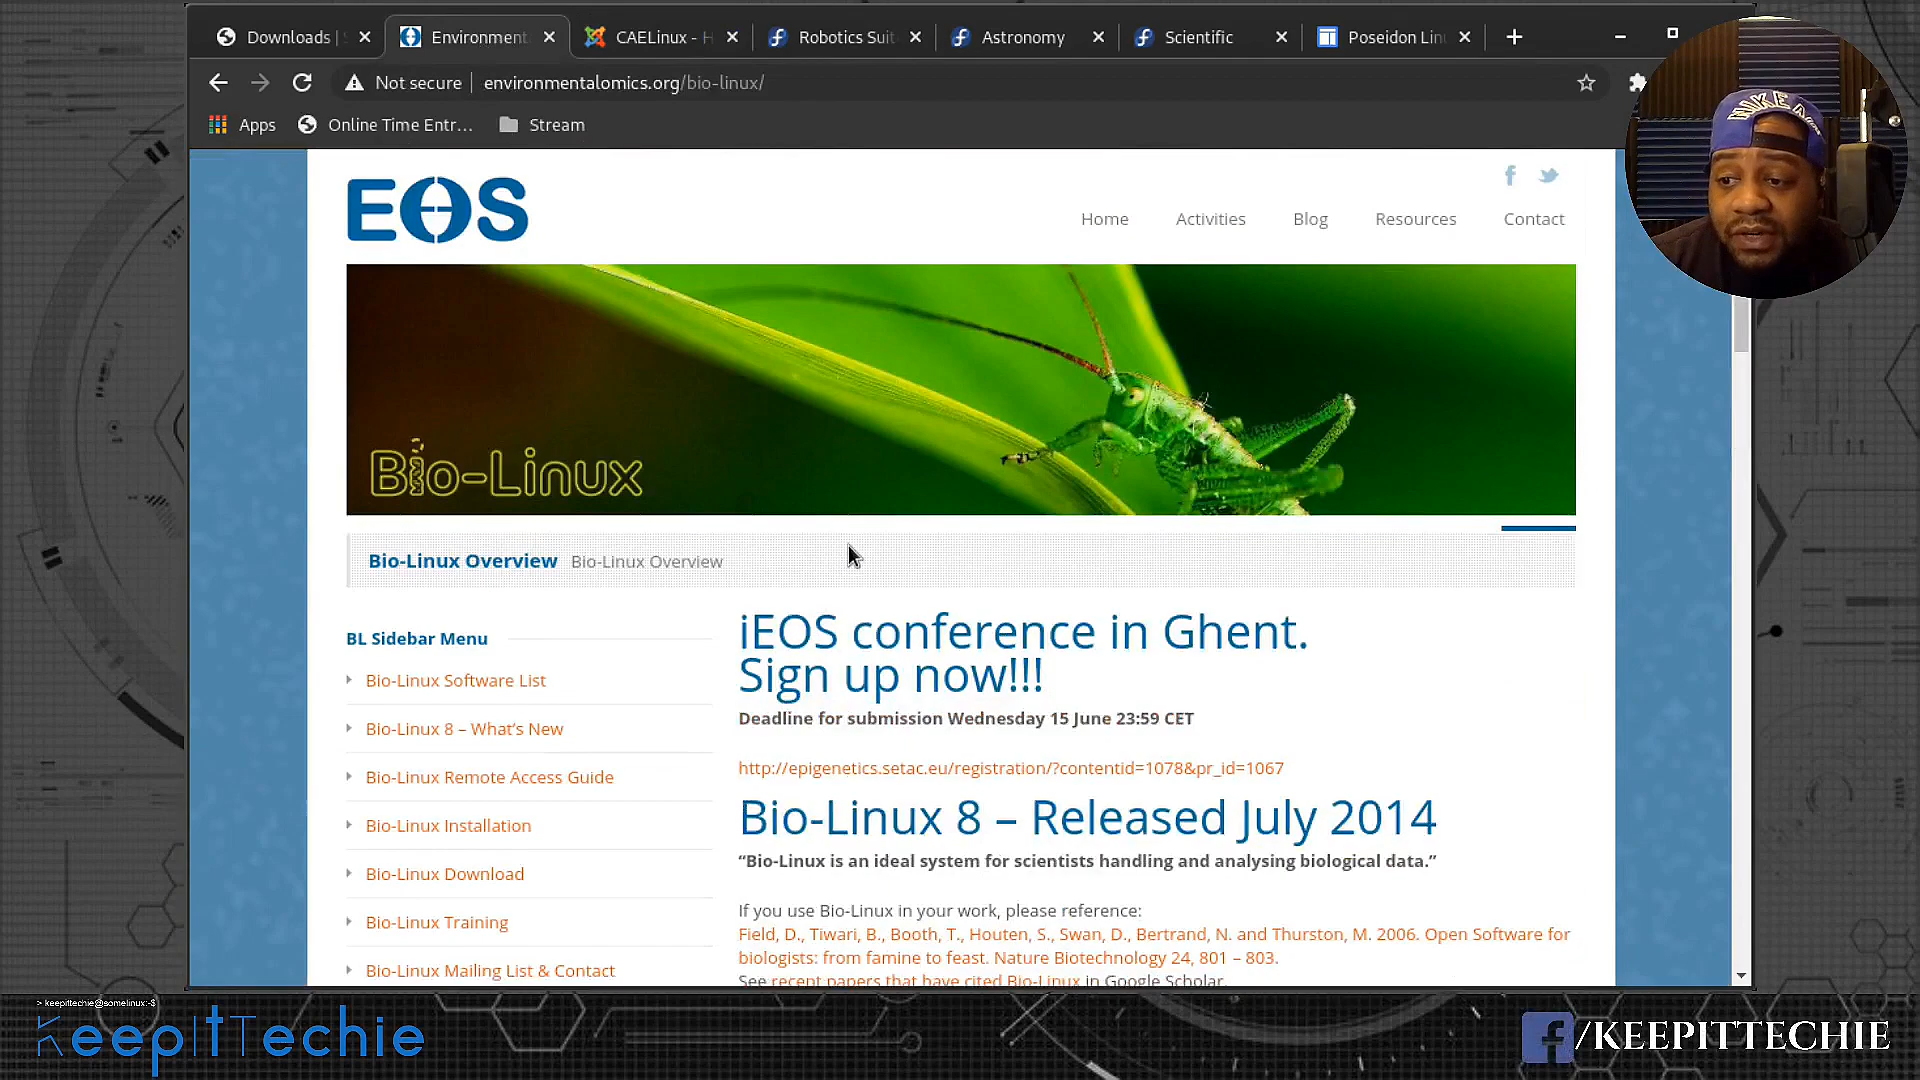 Downloads | S
Environment
CAELinux - H
Robotics Suit
Astronomy
Scientific
Poseidon Linu
Not secure
environmentalomics.org/bio-linux/
Apps
Online Time Entr...
Stream
EOS
Home
Activities
Blog
Resources
Contact
NIKE A
Bio-Linux
Bio-Linux Overview
Bio-Linux Overview
BL Sidebar Menu
Bio-Linux Software List
Bio-Linux 8 – What's New
Bio-Linux Remote Access Guide
Bio-Linux Installation
Bio-Linux Download
Bio-Linux Training
Bio-Linux Mailing List & Contact
iEOS conference in Ghent.
Sign up now!!!
Deadline for submission Wednesday 15 June 23:59 CET
http://epigenetics.setac.eu/registration/?contentid=1078&pr_id=1067
Bio-Linux 8 – Released July 2014
“Bio-Linux is an ideal system for scientists handling and analysing biological data.”
If you use Bio-Linux in your work, please reference:
Field, D., Tiwari, B., Booth, T., Houten, S., Swan, D., Bertrand, N. and Thurston, M. 2006. Open Software for
biologists: from famine to feast. Nature Biotechnology 24, 801 – 803.
See recent papers that have cited Bio-Linux in Google Scholar.
> keepittechie@somelinux:~$
KeepItTechie
f/KEEPITTECHIE